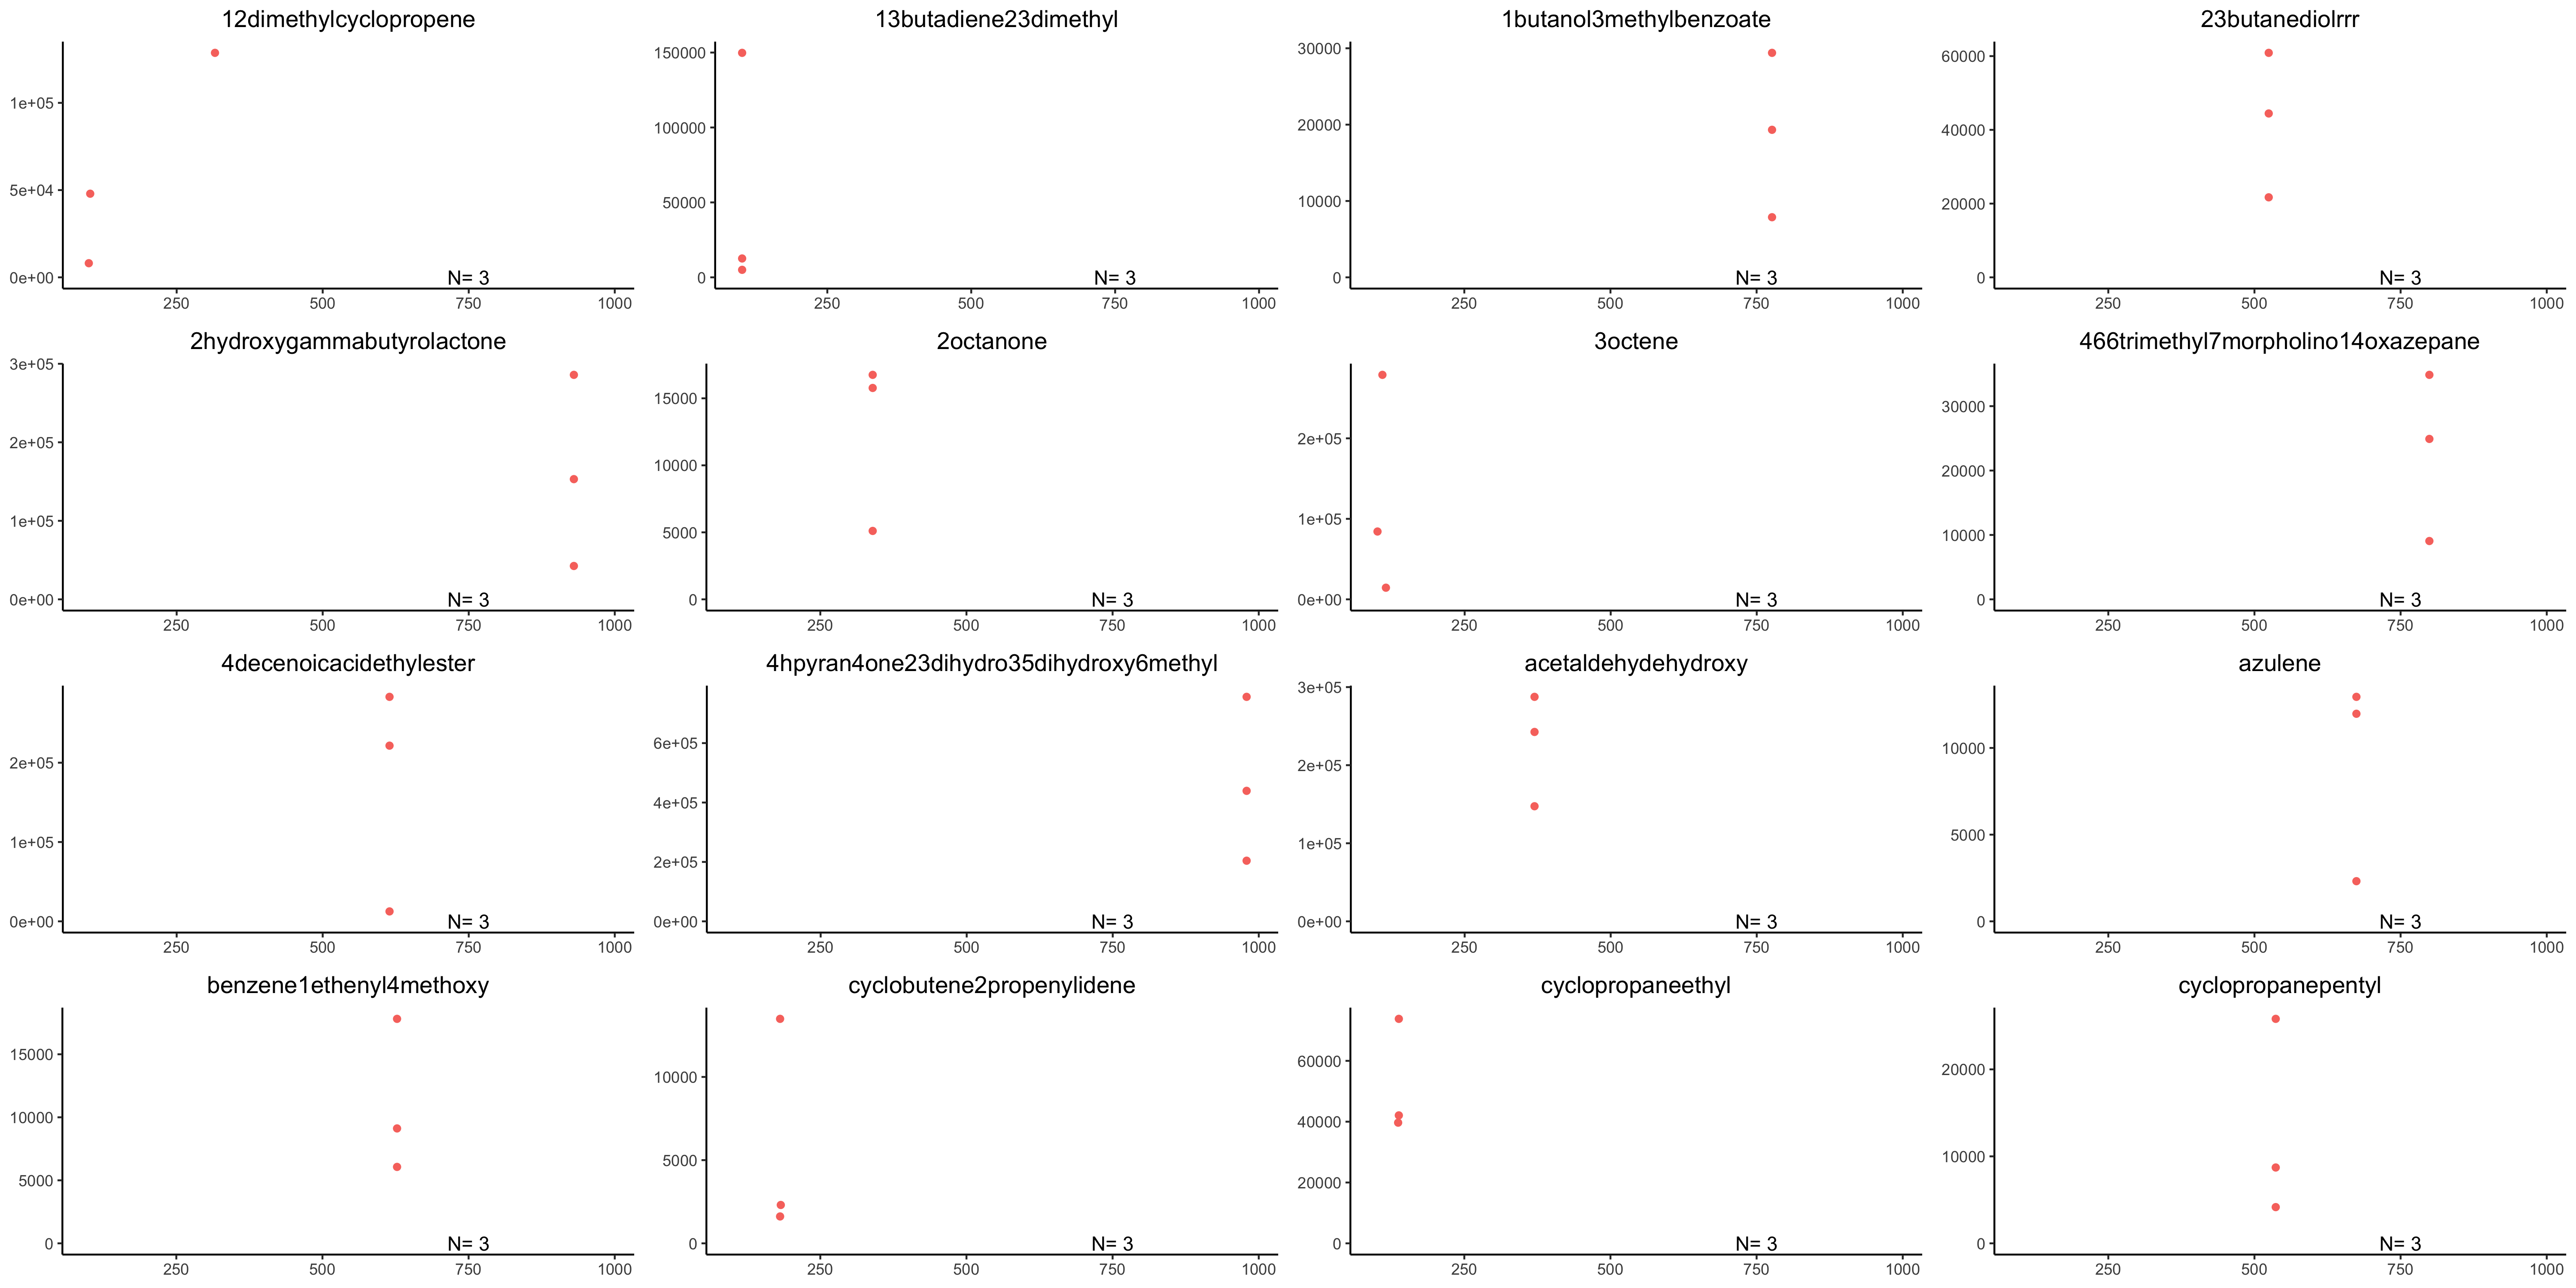 12dimethylcyclopropene
1e+05
5e+04
0e+00
N= 3
250 500 750 1000
13butadiene23dimethyl
150000
100000
50000
0
N= 3
250 500 750 1000
1butanol3methylbenzoate
30000
20000
10000
0
N= 3
250 500 750 1000
23butanediolrrr
60000
40000
20000
0
N= 3
250 500 750 1000
2hydroxygammabutyrolactone
3e+05
2e+05
1e+05
0e+00
N= 3
250 500 750 1000
2octanone
15000
10000
5000
0
N= 3
250 500 750 1000
3octene
2e+05
1e+05
0e+00
N= 3
250 500 750 1000
466trimethyl7morpholino14oxazepane
30000
20000
10000
0
N= 3
250 500 750 1000
4decenoicacidethylester
2e+05
1e+05
0e+00
N= 3
250 500 750 1000
4hpyran4one23dihydro35dihydroxy6methyl
6e+05
4e+05
2e+05
0e+00
N= 3
250 500 750 1000
acetaldehydehydroxy
3e+05
2e+05
1e+05
0e+00
N= 3
250 500 750 1000
azulene
10000
5000
0
N= 3
250 500 750 1000
benzene1ethenyl4methoxy
15000
10000
5000
0
N= 3
250 500 750 1000
cyclobutene2propenylidene
10000
5000
0
N= 3
250 500 750 1000
cyclopropaneethyl
60000
40000
20000
0
N= 3
250 500 750 1000
cyclopropanepentyl
20000
10000
0
N= 3
250 500 750 1000